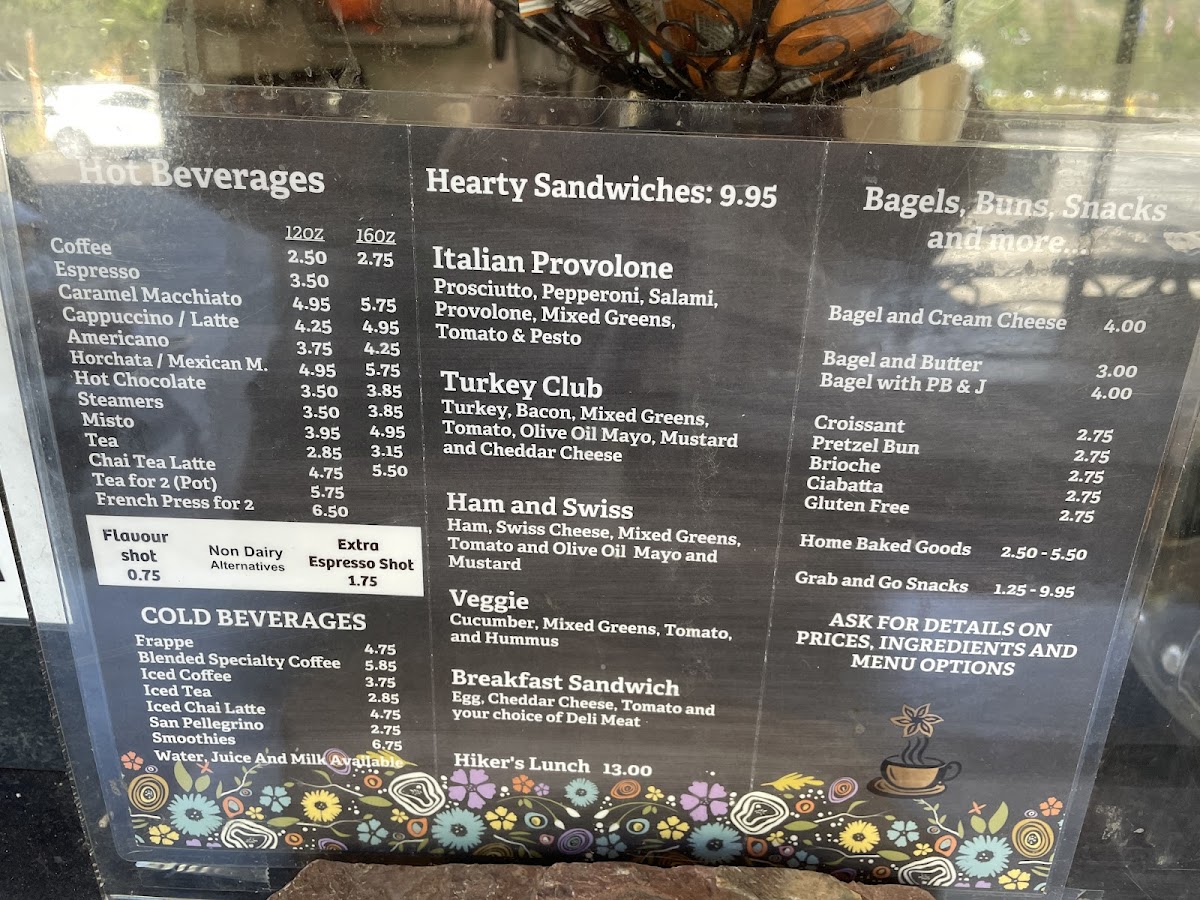 Hot Beverages
12OZ 16OZ
Coffee 2.50 2.75
Espresso 3.50
Caramel Macchiato 4.95 5.75
Cappuccino / Latte 4.25 4.95
Americano 3.75 4.25
Horchata / Mexican M. 4.95 5.75
Hot Chocolate 3.50 3.85
Steamers 3.50 3.85
Misto 3.95 4.95
Tea 2.85 3.15
Chai Tea Latte 4.75 5.50
Tea for 2 (Pot) 5.75
French Press for 2 6.50
Flavour
shot
0.75
Non Dairy
Alternatives
Extra
Espresso Shot
1.75
COLD BEVERAGES
Frappe 4.75
Blended Specialty Coffee 5.85
Iced Coffee 3.75
Iced Tea 2.85
Iced Chai Latte 4.75
San Pellegrino 2.75
Smoothies 6.75
Water, Juice And Milk Available
Hearty Sandwiches: 9.95
Italian Provolone
Prosciutto, Pepperoni, Salami,
Provolone, Mixed Greens,
Tomato & Pesto
Turkey Club
Turkey, Bacon, Mixed Greens,
Tomato, Olive Oil Mayo, Mustard
and Cheddar Cheese
Ham and Swiss
Ham, Swiss Cheese, Mixed Greens,
Tomato and Olive Oil Mayo and
Mustard
Veggie
Cucumber, Mixed Greens, Tomato,
and Hummus
Breakfast Sandwich
Egg, Cheddar Cheese, Tomato and
your choice of Deli Meat
Hiker's Lunch 13.00
Bagels, Buns, Snacks
and more...
Bagel and Cream Cheese 4.00
Bagel and Butter 3.00
Bagel with PB & J 4.00
Croissant 2.75
Pretzel Bun 2.75
Brioche 2.75
Ciabatta 2.75
Gluten Free 2.75
Home Baked Goods 2.50 - 5.50
Grab and Go Snacks 1.25 - 9.95
ASK FOR DETAILS ON
PRICES, INGREDIENTS AND
MENU OPTIONS